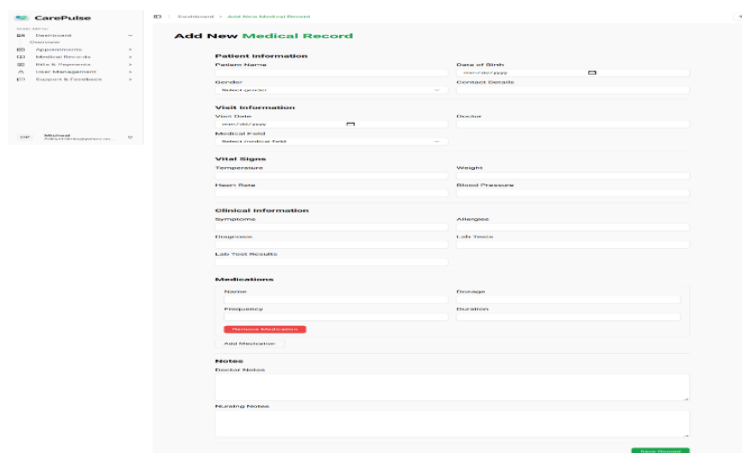 CarePulse
Dashboard > Add New Medical Record
MAIN MENU
Dashboard
Overview
Appointments
Medical Records
Bills & Payments
User Management
Support & Feedback
Micheal
Add New Medical Record
Patient Information
Patient Name
Date of Birth
mm/dd/yyyy
Gender
Contact Details
Select gender
Visit Information
Visit Date
Doctor
mm/dd/yyyy
Medical Field
Select medical field
Vital Signs
Temperature
Weight
Heart Rate
Blood Pressure
Clinical Information
Symptoms
Allergies
Diagnosis
Lab Tests
Lab Test Results
Medications
Name
Dosage
Frequency
Duration
Remove Medication
Add Medication
Notes
Doctor Notes
Nursing Notes
Save Record